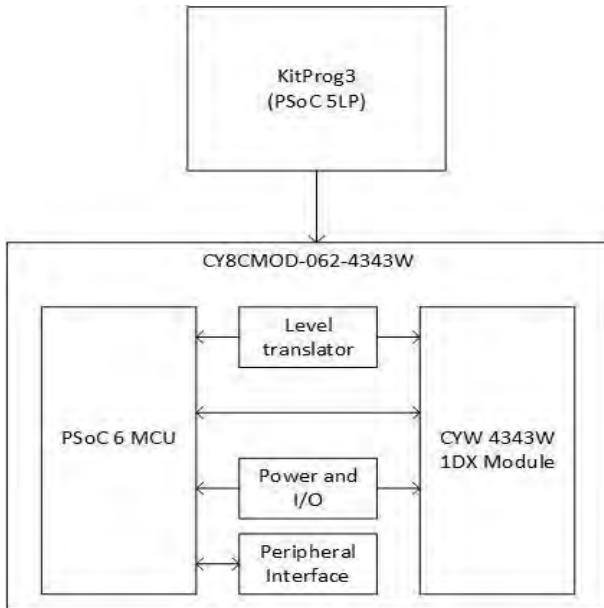 KitProg3
(PSoC 5LP)
CY8CMOD-062-4343W
Level
translator
PSoC 6 MCU
CYW 4343W
1DX Module
Power and
I/O
Peripheral
Interface